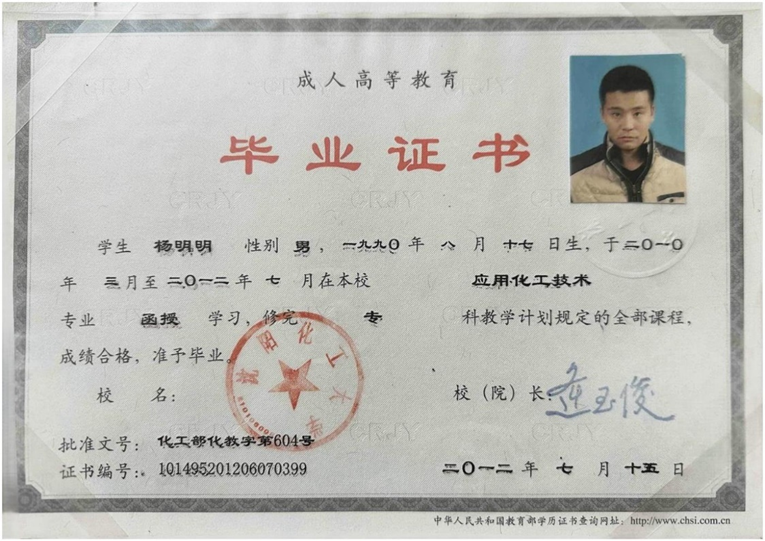 成人高等教育
毕业证书
学生 杨明明 性别 男，一九九〇年 八 月 十七 日生，于二〇一〇
年 三月至二〇一二年 七 月在本校 应用化工技术
专业 函授 学习，修完 专 科教学计划规定的全部课程，
成绩合格，准予毕业。
校 名： 校（院）长：
沈阳化工大学
批准文号：化工部化教字第604号
证书编号：101495201206070399 二〇一二 年 七 月 十五 日
中华人民共和国教育部学历证书查询网址：http://www.chsi.com.cn